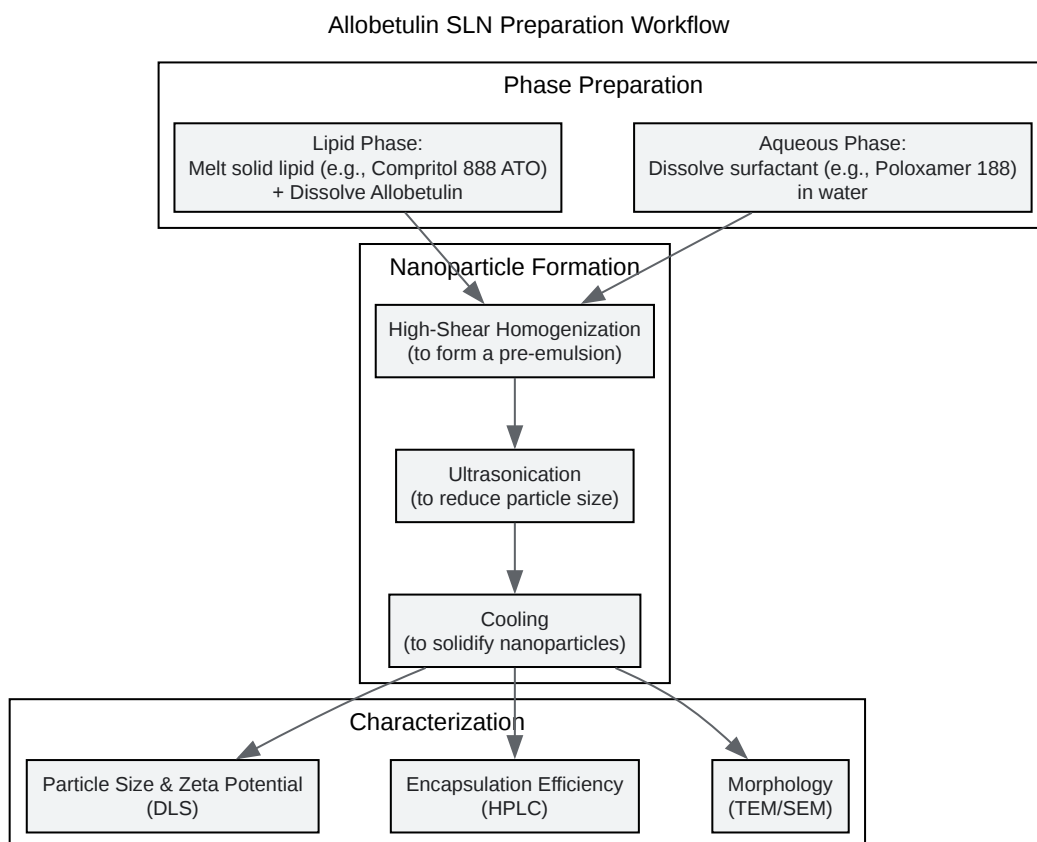 Allobetulin SLN Preparation Workflow
Phase Preparation
Lipid Phase:
Melt solid lipid (e.g., Compritol 888 ATO)
+ Dissolve Allobetulin
Aqueous Phase:
Dissolve surfactant (e.g., Poloxamer 188)
in water
Nanoparticle Formation
High-Shear Homogenization
(to form a pre-emulsion)
Ultrasonication
(to reduce particle size)
Cooling
(to solidify nanoparticles)
Characterization
Particle Size & Zeta Potential
(DLS)
Encapsulation Efficiency
(HPLC)
Morphology
(TEM/SEM)